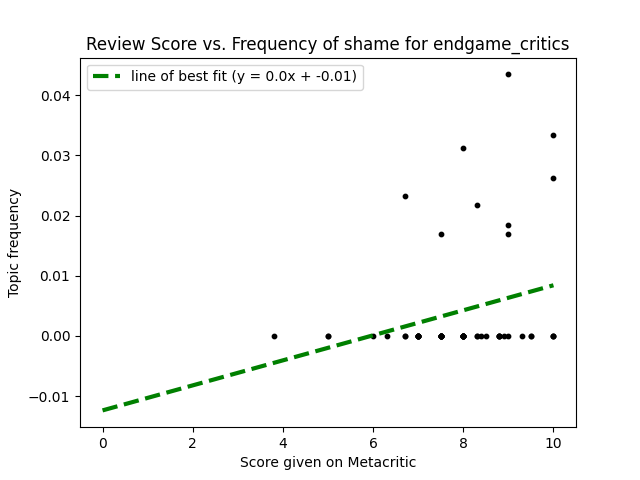 Review Score vs. Frequency of shame for endgame_critics
line of best fit (y = 0.0x + -0.01)
0.04
0.03
0.02
0.01
0.00
−0.01
Topic frequency
0 2 4 6 8 10
Score given on Metacritic